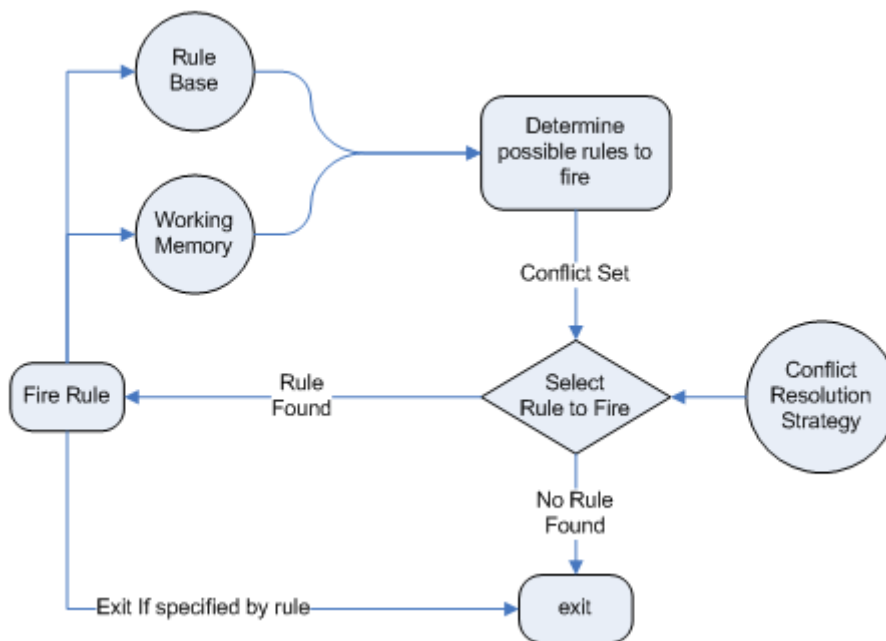 Rule
Base
Determine
possible rules to
fire
Working
Memory
Conflict Set
Conflict
Resolution
Strategy
Select
Rule to Fire
Rule
Found
Fire Rule
No Rule
Found
Exit If specified by rule
exit